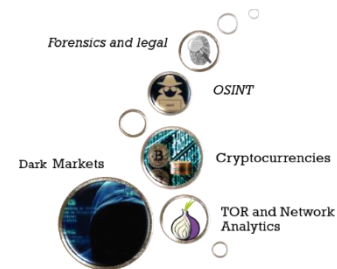 Forensics and legal
OSINT
Cryptocurrencies
Dark Markets
TOR and Network
Analytics